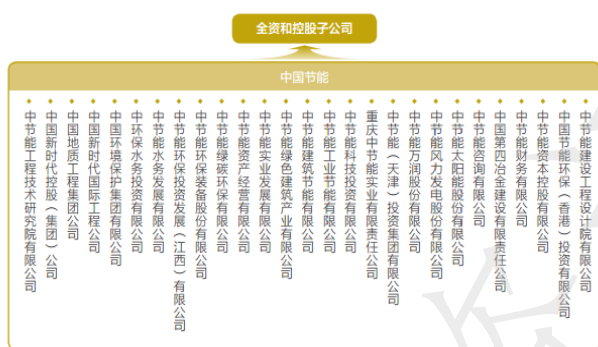 全资和控股子公司
中国节能
中节能工程技术研究院有限公司
中国新时代控股（集团）公司
中国地质工程集团公司
中国新时代国际工程公司
中国环境保护集团有限公司
中环保水务投资有限公司
中节能水务发展有限公司
中节能环保投资发展（江西）有限公司
中节能环保装备股份有限公司
中节能绿碳环保有限公司
中节能资产经营有限公司
中节能实业发展有限公司
中节能绿色建筑产业有限公司
中节能建筑节能有限公司
中节能工业节能有限公司
中节能科技投资有限公司
重庆中节能实业有限责任公司
中节能（天津）投资集团有限公司
中节能万润股份有限公司
中节能风力发电股份有限公司
中节能太阳能股份有限公司
中节能咨询有限公司
中国第四冶金建设有限责任公司
中节能财务有限公司
中节能资本控股有限公司
中国节能环保（香港）投资有限公司
中节能建设工程设计院有限公司